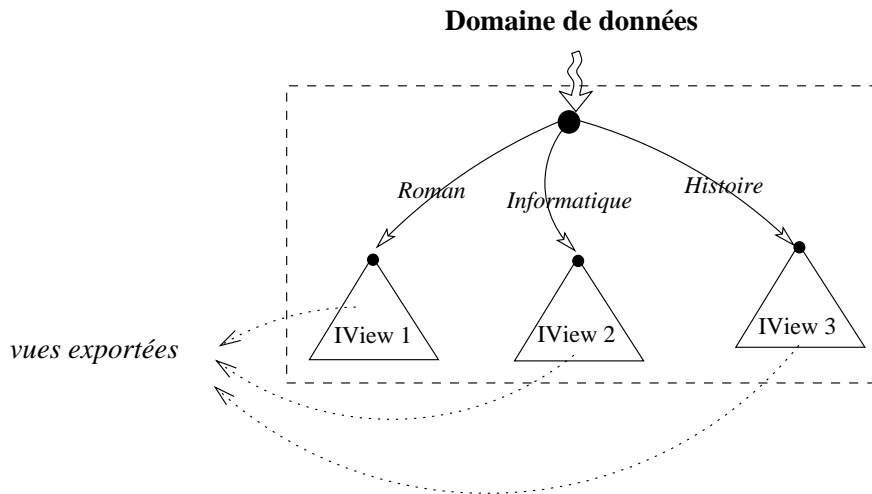 Domaine de données
Roman
Informatique
Histoire
IView 1
IView 2
IView 3
vues exportées